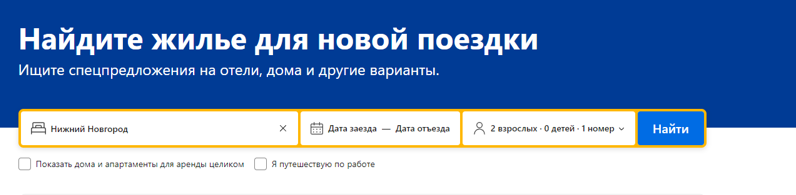 Найдите жилье для новой поездки
Ищите спецпредложения на отели, дома и другие варианты.
Нижний Новгород
Дата заезда — Дата отъезда
2 взрослых · 0 детей · 1 номер
Найти
Показать дома и апартаменты для аренды целиком
Я путешествую по работе